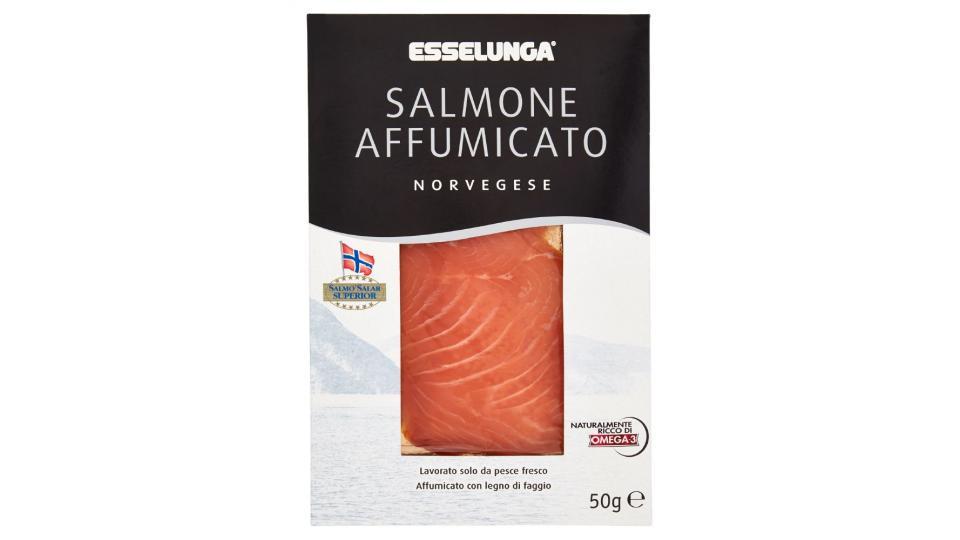 ESSELUNGA®
SALMONE
AFFUMICATO
NORVEGESE
SALMO SALAR
SUPERIOR
NATURALMENTE
RICCO DI
OMEGA 3
Lavorato solo da pesce fresco
Affumicato con legno di faggio
50g ℮